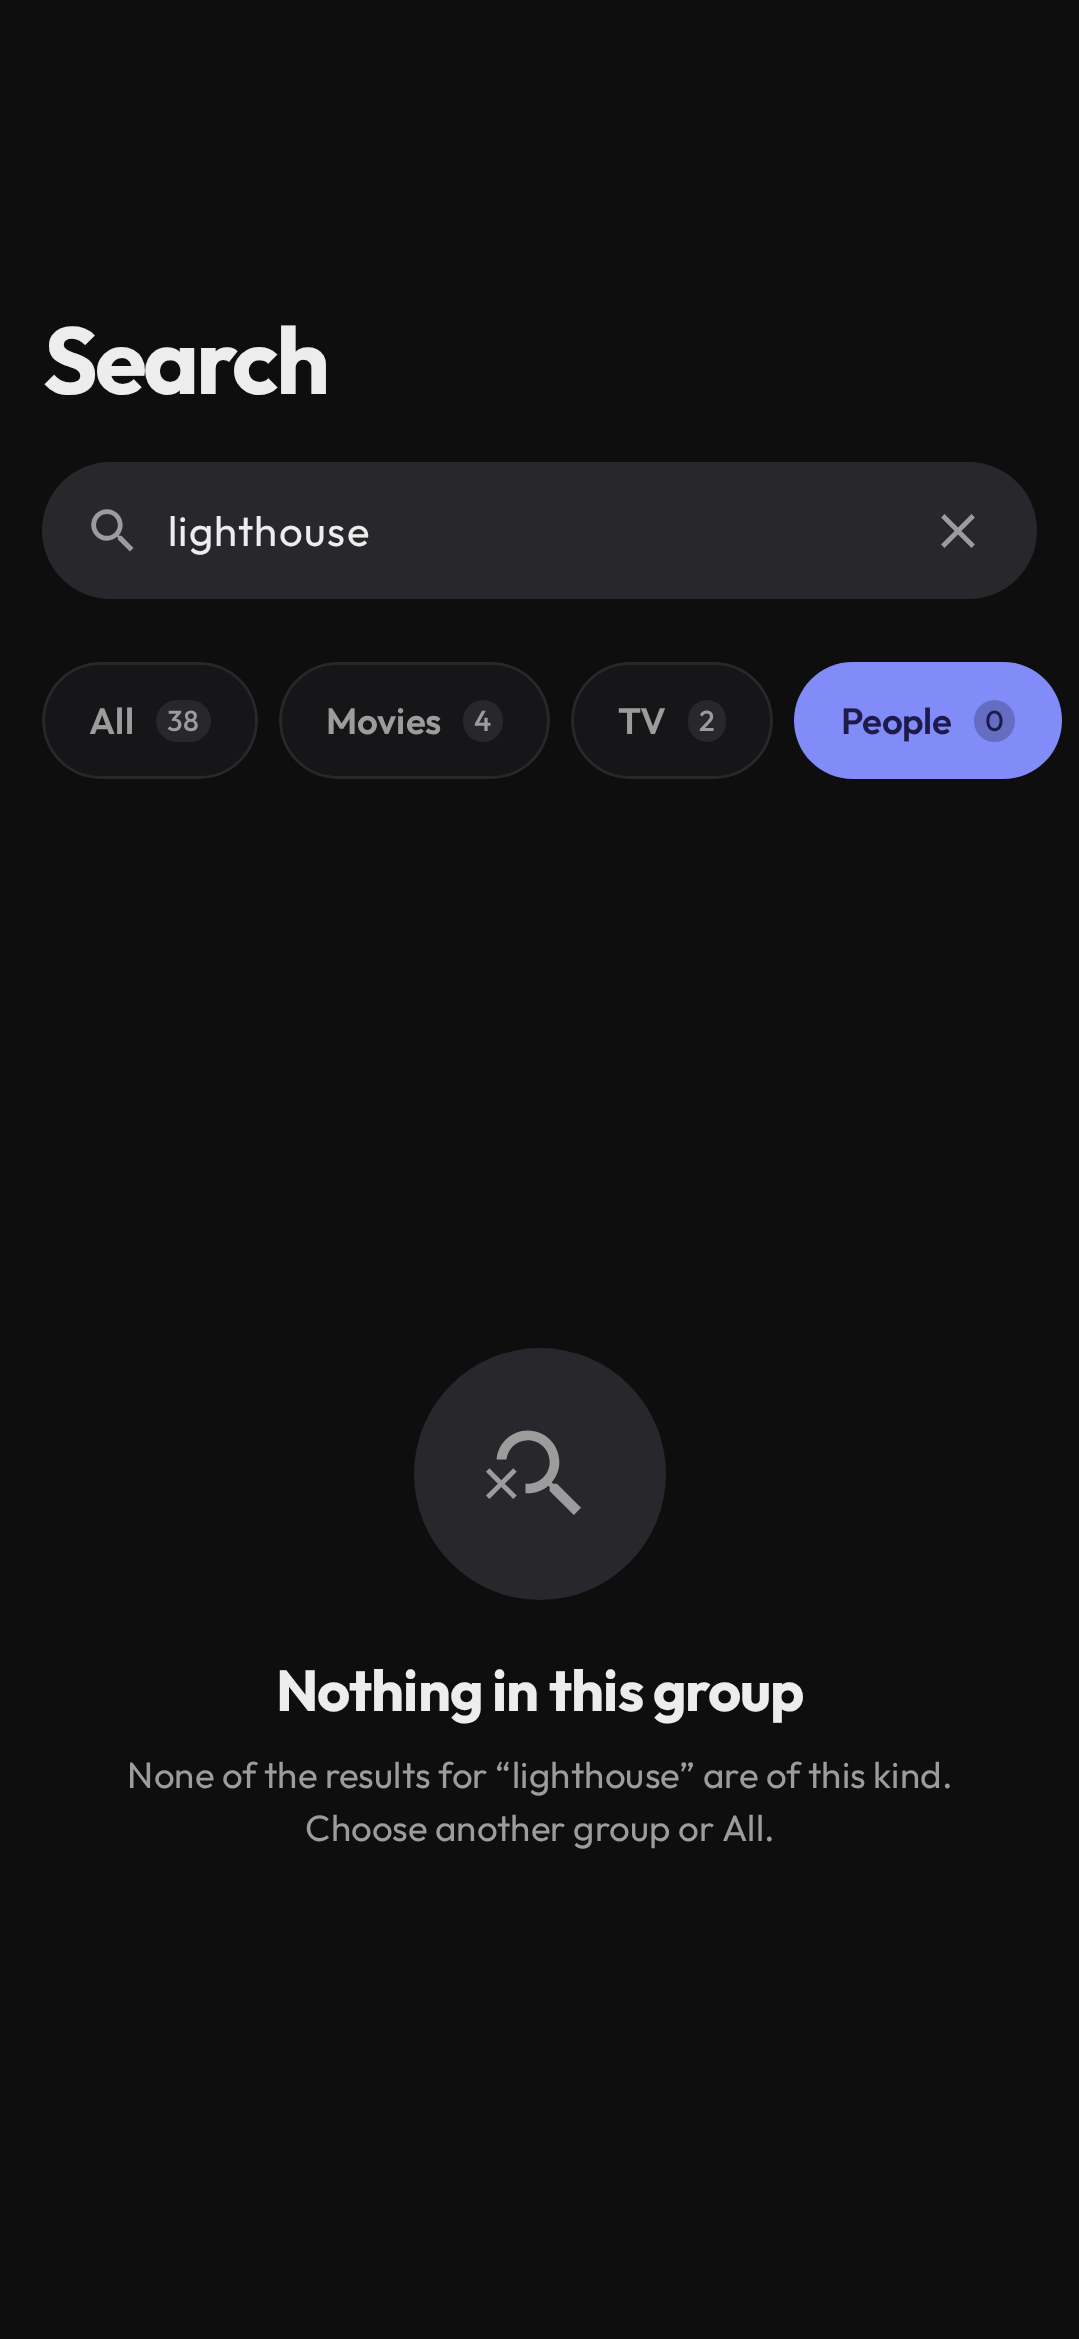 Search
lighthouse
All 38 Movies 4 TV 2 People 0
Nothing in this group
None of the results for “lighthouse” are of this kind.
Choose another group or All.